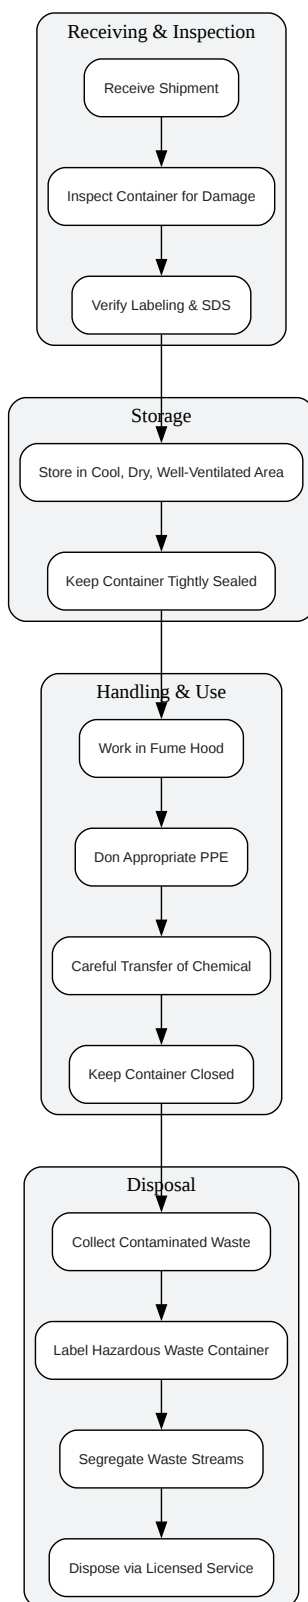 Receiving & Inspection
Receive Shipment
Inspect Container for Damage
Verify Labeling & SDS
Storage
Store in Cool, Dry, Well-Ventilated Area
Keep Container Tightly Sealed
Handling & Use
Work in Fume Hood
Don Appropriate PPE
Careful Transfer of Chemical
Keep Container Closed
Disposal
Collect Contaminated Waste
Label Hazardous Waste Container
Segregate Waste Streams
Dispose via Licensed Service